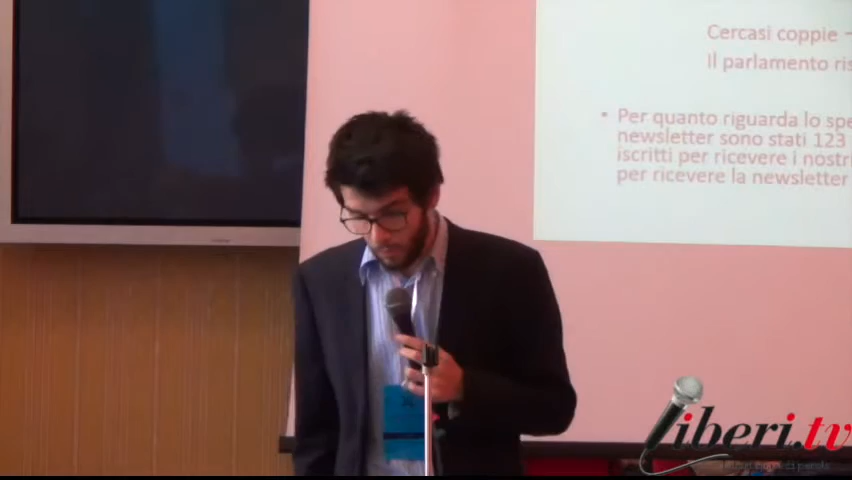 Cercasi coppie –
Il parlamento ris
• Per quanto riguarda lo spe
newsletter sono stati 123
iscritti per ricevere i nostri
per ricevere la newsletter
liberi.tv